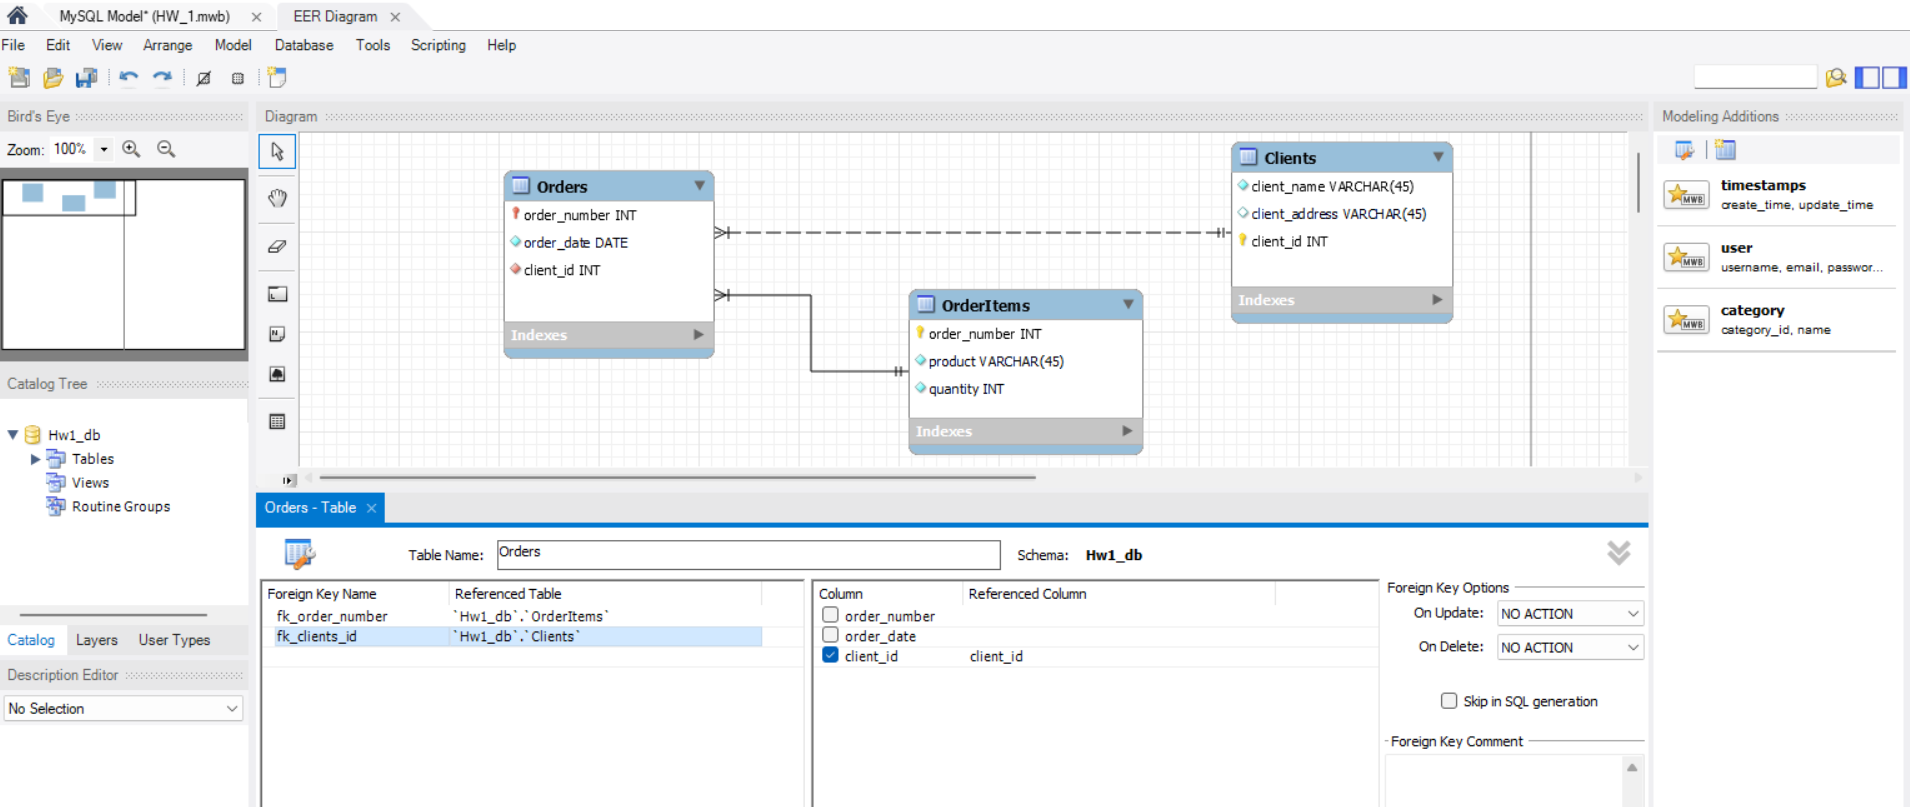 MySQL Model* (HW_1.mwb) ×
EER Diagram ×
File Edit View Arrange Model Database Tools Scripting Help
Bird's Eye
Zoom: 100%
Catalog Tree
Hw1_db
Tables
Views
Routine Groups
Catalog Layers User Types
Description Editor
No Selection
Diagram
Orders
order_number INT
order_date DATE
client_id INT
Indexes
OrderItems
order_number INT
product VARCHAR(45)
quantity INT
Indexes
Clients
client_name VARCHAR(45)
client_address VARCHAR(45)
client_id INT
Indexes
Orders - Table ×
Table Name: Orders
Schema: Hw1_db
Foreign Key Name Referenced Table
fk_order_number `Hw1_db`.`OrderItems`
fk_clients_id `Hw1_db`.`Clients`
Column Referenced Column
order_number
order_date
client_id client_id
Foreign Key Options
On Update: NO ACTION
On Delete: NO ACTION
Skip in SQL generation
Foreign Key Comment
Modeling Additions
MWB
timestamps
create_time, update_time
MWB
user
username, email, passwor...
MWB
category
category_id, name